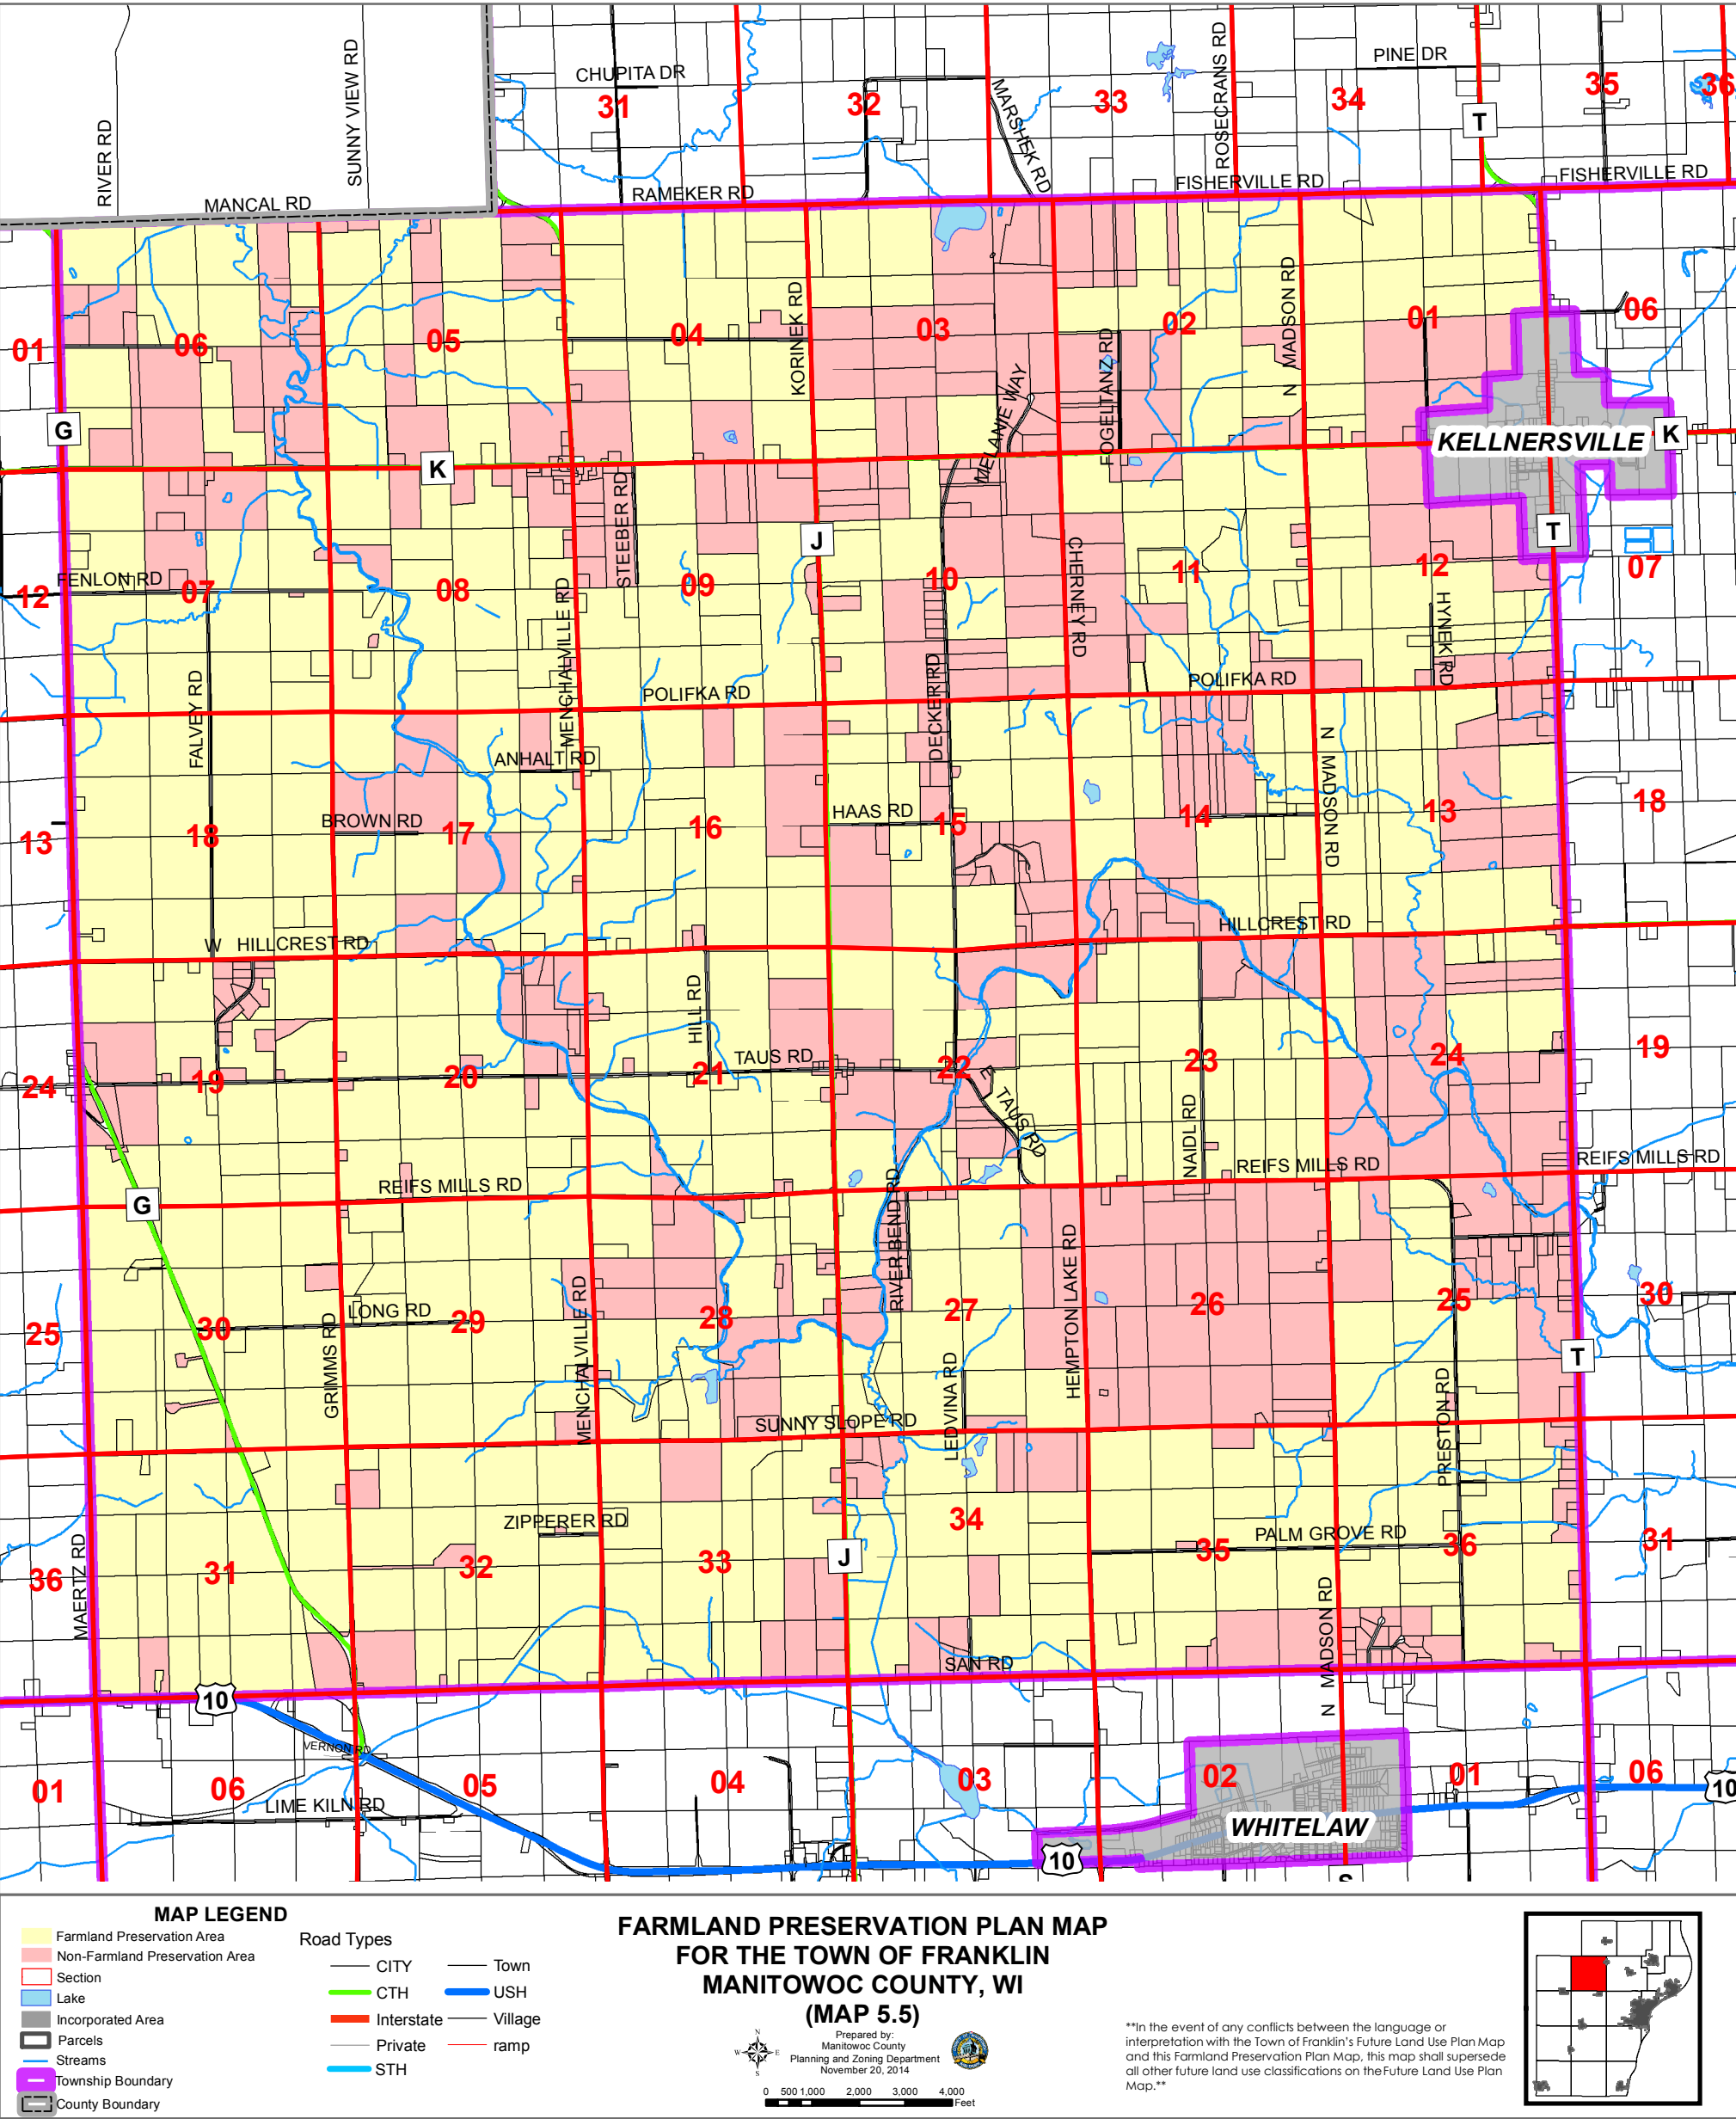 RIVER RD
SUNNY VIEW RD
CHUPITA DR
31
32
MARSHEK RD
33
ROSECRANS RD
34
PINE DR
T
35
36
MANCAL RD
RAMEKER RD
FISHERVILLE RD
FISHERVILLE RD
01
06
05
04
KORINEK RD
03
02
N MADSON RD
01
06
G
K
MELANIE WAY
FOGELTANZ RD
KELLNERSVILLE
K
STEEBER RD
J
T
12
FENLON RD
07
08
MENCHALVILLE RD
09
10
CHERNEY RD
11
12
HYNEK RD
07
FALVEY RD
POLIFKA RD
DECKER RD
POLIFKA RD
ANHALT RD
N MADSON RD
13
18
BROWN RD
17
16
HAAS RD
15
14
13
18
W HILLCREST RD
HILLCREST RD
HILL RD
24
19
20
21
TAUS RD
22
E TAUS RD
23
NAIDL RD
24
19
G
REIFS MILLS RD
RIVER BEND RD
REIFS MILLS RD
REIFS MILLS RD
25
30
GRIMMS RD
LONG RD
29
MENCHALVILLE RD
28
27
HEMPTON LAKE RD
26
25
30
T
LEDVINA RD
PRESTON RD
SUNNY SLOPE RD
36
MAERTZ RD
31
ZIPPERER RD
32
33
J
34
35
PALM GROVE RD
36
31
SAN RD
N MADSON RD
10
VERNON RD
01
06
LIME KILN RD
05
04
03
02
01
06
10
WHITELAW
10
S
MAP LEGEND
Farmland Preservation Area
Non-Farmland Preservation Area
Section
Lake
Incorporated Area
Parcels
Streams
Township Boundary
County Boundary
Road Types
CITY
CTH
Interstate
Private
STH
Town
USH
Village
ramp
FARMLAND PRESERVATION PLAN MAP
FOR THE TOWN OF FRANKLIN
MANITOWOC COUNTY, WI
(MAP 5.5)
Prepared by:
Manitowoc County
Planning and Zoning Department
November 20, 2014
N
W E
S
0 500 1,000 2,000 3,000 4,000
Feet
**In the event of any conflicts between the language or
interpretation with the Town of Franklin's Future Land Use Plan Map
and this Farmland Preservation Plan Map, this map shall supersede
all other future land use classifications on theFuture Land Use Plan
Map.**